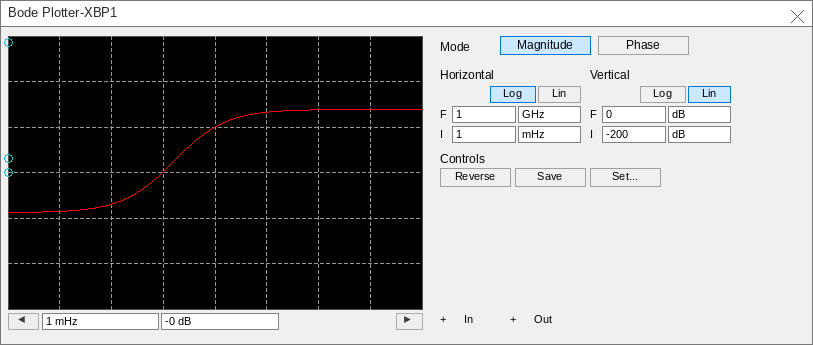 Bode Plotter-XBP1
Mode Magnitude Phase
Horizontal Vertical
Log Lin Log Lin
F 1 GHz F 0 dB
I 1 mHz I -200 dB
Controls
Reverse Save Set...
1 mHz -0 dB
+ In + Out